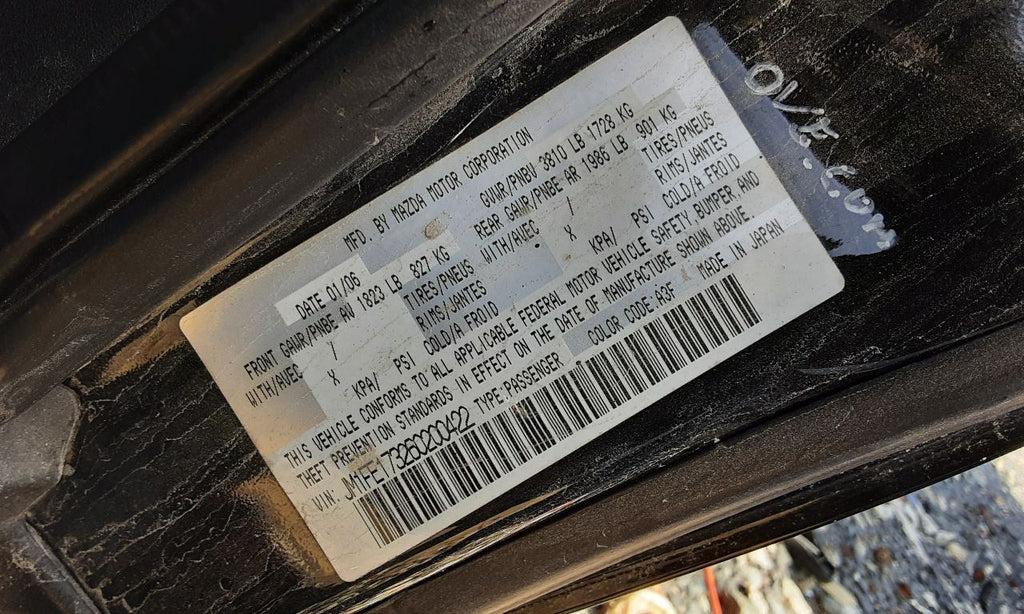 MFD. BY MAZDA MOTOR CORPORATION
DATE 01/06 GVWR/PNBV 3810 LB 1728 KG
FRONT GAWR/PNBE AV 1823 LB 827 KG REAR GAWR/PNBE AR 1986 LB 901 KG
WITH/AVEC / TIRES/PNEUS WITH/AVEC / TIRES/PNEUS
X RIMS/JANTES X RIMS/JANTES
KPA/ PSI COLD/A FROID KPA/ PSI COLD/A FROID
THIS VEHICLE CONFORMS TO ALL APPLICABLE FEDERAL MOTOR VEHICLE SAFETY,BUMPER,AND
THEFT PREVENTION STANDARDS IN EFFECT ON THE DATE OF MANUFACTURE SHOWN ABOVE.
VIN: TYPE:PASSENGER COLOR CODE A3F MADE IN JAPAN